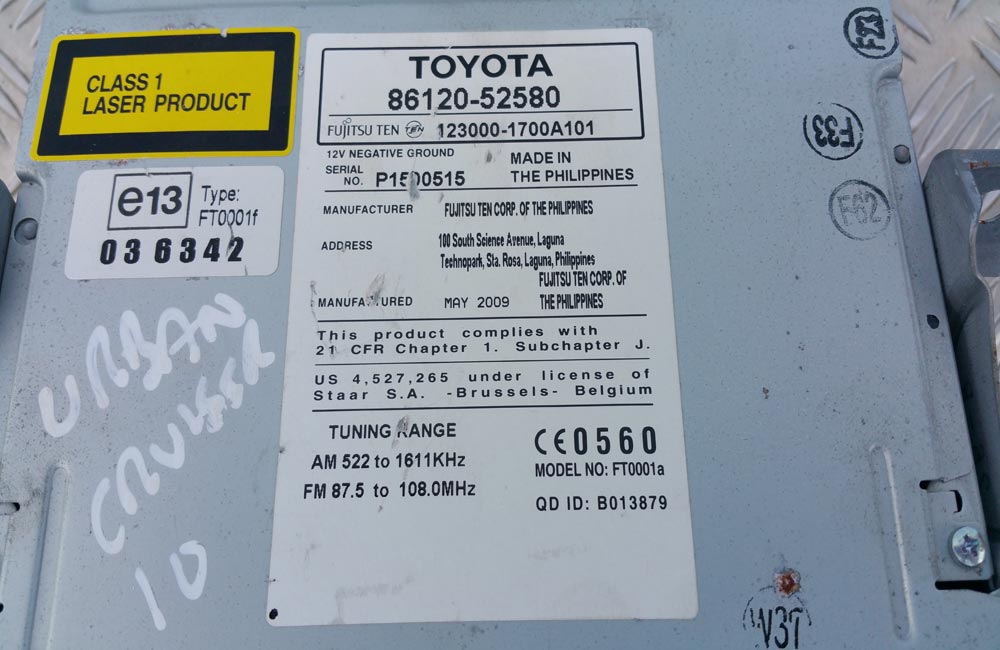 CLASS 1
LASER PRODUCT
e13 Type:
FT0001f
036342
URBAN
CRUISER
10
TOYOTA
86120-52580
FUJITSU TEN TEN 123000-1700A101
12V NEGATIVE GROUND
SERIAL NO. P1500515
MADE IN
THE PHILIPPINES
MANUFACTURER FUJITSU TEN CORP. OF THE PHILIPPINES
ADDRESS 100 South Science Avenue, Laguna
Technopark, Sta. Rosa, Laguna, Philippines
FUJITSU TEN CORP. OF
MANUFACTURED MAY 2009 THE PHILIPPINES
This product complies with
21 CFR Chapter 1. Subchapter J.
US 4,527,265 under license of
Staar S.A. -Brussels- Belgium
TUNING RANGE
AM 522 to 1611KHz
FM 87.5 to 108.0MHz
CE0560
MODEL NO: FT0001a
QD ID: B013879
F33
F62
V37